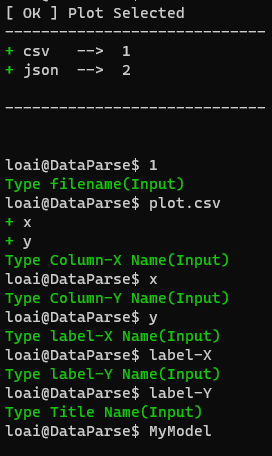 [ OK ] Plot Selected
-----------------------------
+ csv   -->  1
+ json  -->  2
-----------------------------
loai@DataParse$ 1
Type filename(Input)
loai@DataParse$ plot.csv
+ x
+ y
Type Column-X Name(Input)
loai@DataParse$ x
Type Column-Y Name(Input)
loai@DataParse$ y
Type label-X Name(Input)
loai@DataParse$ label-X
Type label-Y Name(Input)
loai@DataParse$ label-Y
Type Title Name(Input)
loai@DataParse$ MyModel